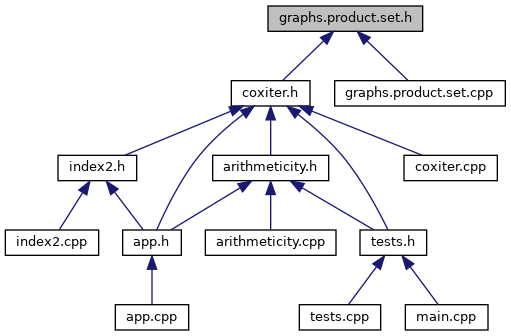 graphs.product.set.h
coxiter.h
graphs.product.set.cpp
index2.h
arithmeticity.h
coxiter.cpp
index2.cpp
app.h
arithmeticity.cpp
tests.h
app.cpp
tests.cpp
main.cpp